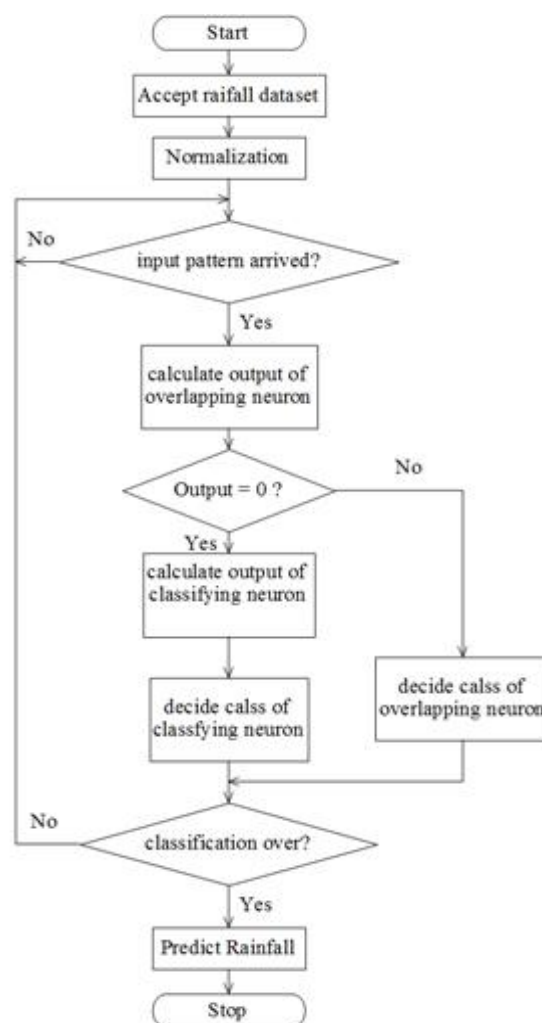 Start
Accept raifall dataset
Normalization
No
input pattern arrived?
Yes
calculate output of
overlapping neuron
No
Output = 0 ?
Yes
calculate output of
classifying neuron
decide calss of
classfying neuron
decide calss of
overlapping neuron
No
classification over?
Yes
Predict Rainfall
Stop